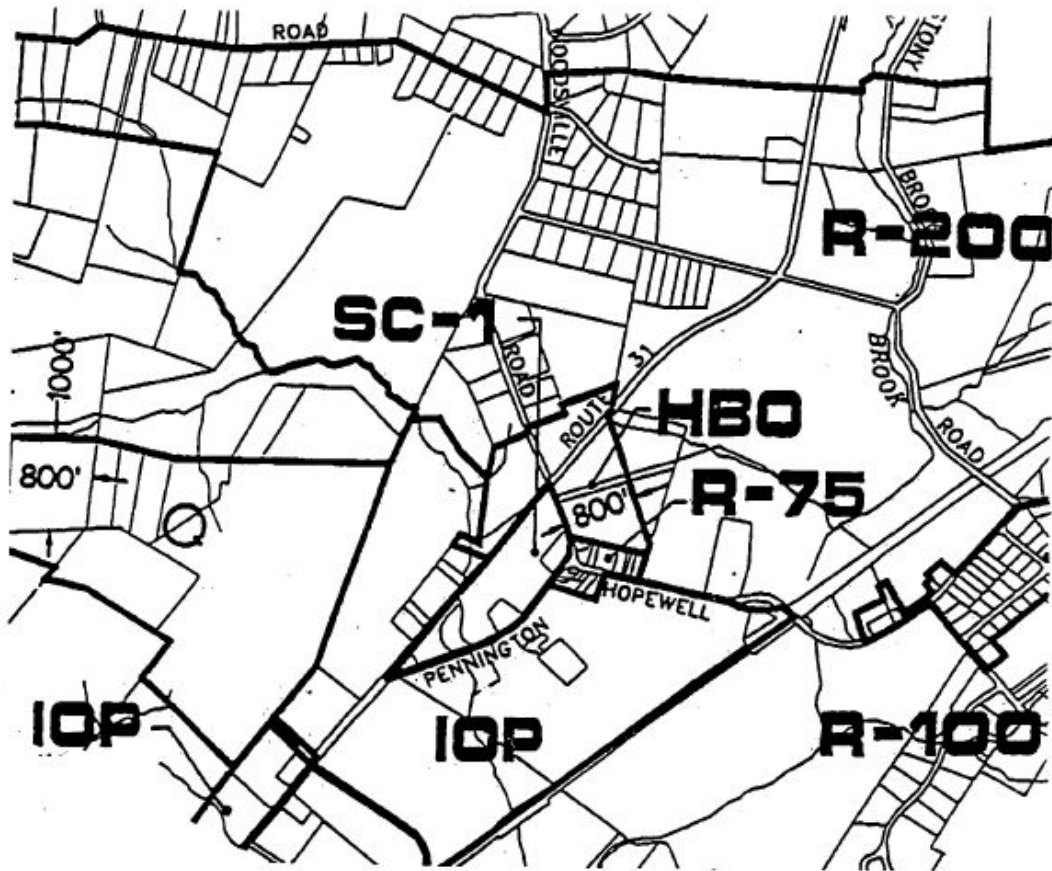 ROAD
WOODSVILLE
STONY
BROOK
R-200
SC-1
ROAD
31
ROUTE
BROOK
ROAD
1000'
HBO
800'
R-75
800'
Q
HOPEWELL
PENNINGTON
IOP
IOP
R-100